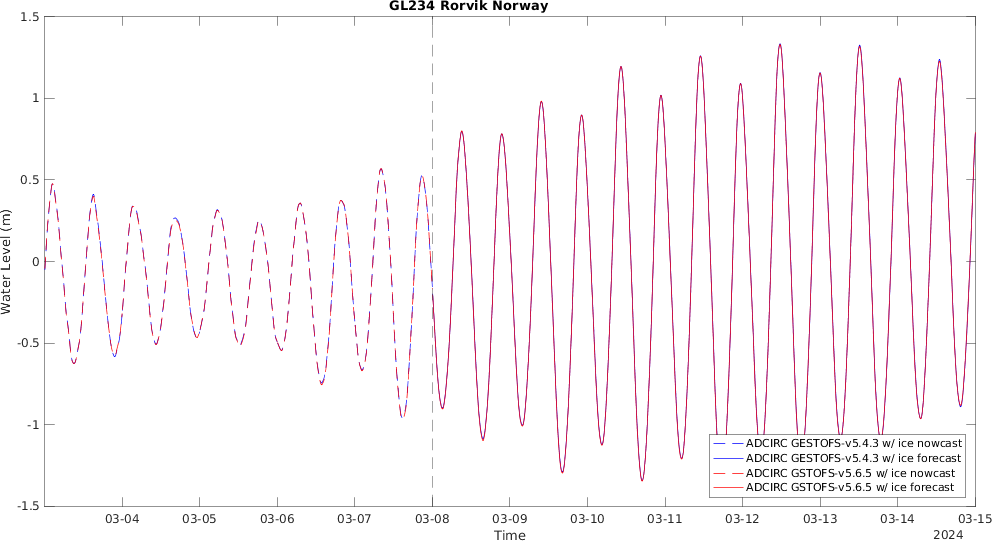 GL234 Rorvik Norway
1.5
1
0.5
0
-0.5
-1
-1.5
Water Level (m)
03-04 03-05 03-06 03-07 03-08 03-09 03-10 03-11 03-12 03-13 03-14 03-15
Time
2024
ADCIRC GESTOFS-v5.4.3 w/ ice nowcast
ADCIRC GESTOFS-v5.4.3 w/ ice forecast
ADCIRC GSTOFS-v5.6.5 w/ ice nowcast
ADCIRC GSTOFS-v5.6.5 w/ ice forecast